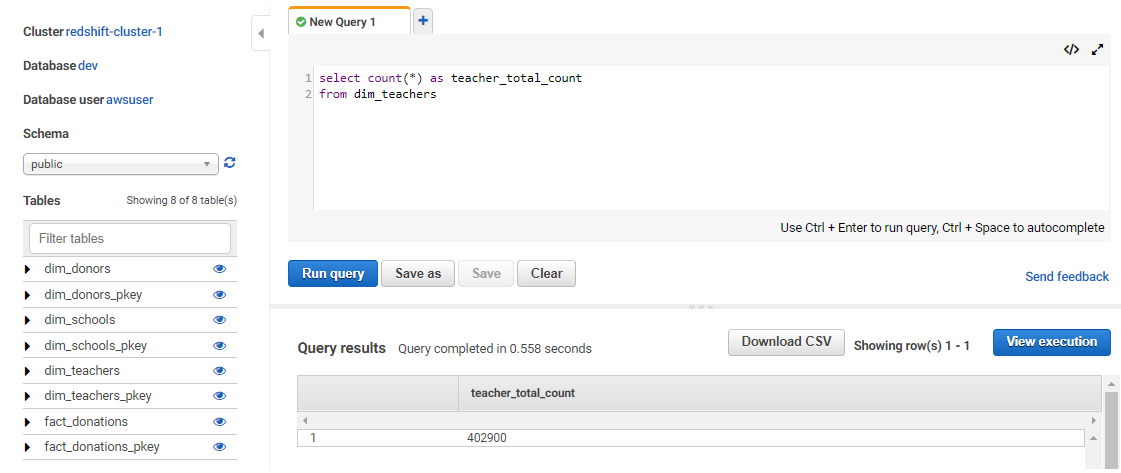 Cluster redshift-cluster-1
Database dev
Database user awsuser
Schema
public
Tables Showing 8 of 8 table(s)
Filter tables
dim_donors
dim_donors_pkey
dim_schools
dim_schools_pkey
dim_teachers
dim_teachers_pkey
fact_donations
fact_donations_pkey
New Query 1 +
</>
1 select count(*) as teacher_total_count
2 from dim_teachers
Use Ctrl + Enter to run query, Ctrl + Space to autocomplete
Run query Save as Save Clear
Send feedback
Query results Query completed in 0.558 seconds Download CSV Showing row(s) 1 - 1 View execution
teacher_total_count
1 402900